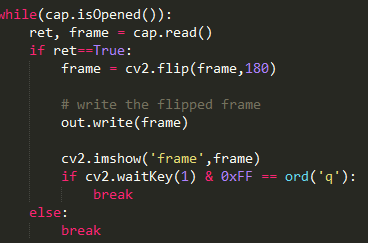 while(cap.isOpened()):
    ret, frame = cap.read()
    if ret==True:
        frame = cv2.flip(frame,180)
        # write the flipped frame
        out.write(frame)
        cv2.imshow('frame',frame)
        if cv2.waitKey(1) & 0xFF == ord('q'):
            break
    else:
        break